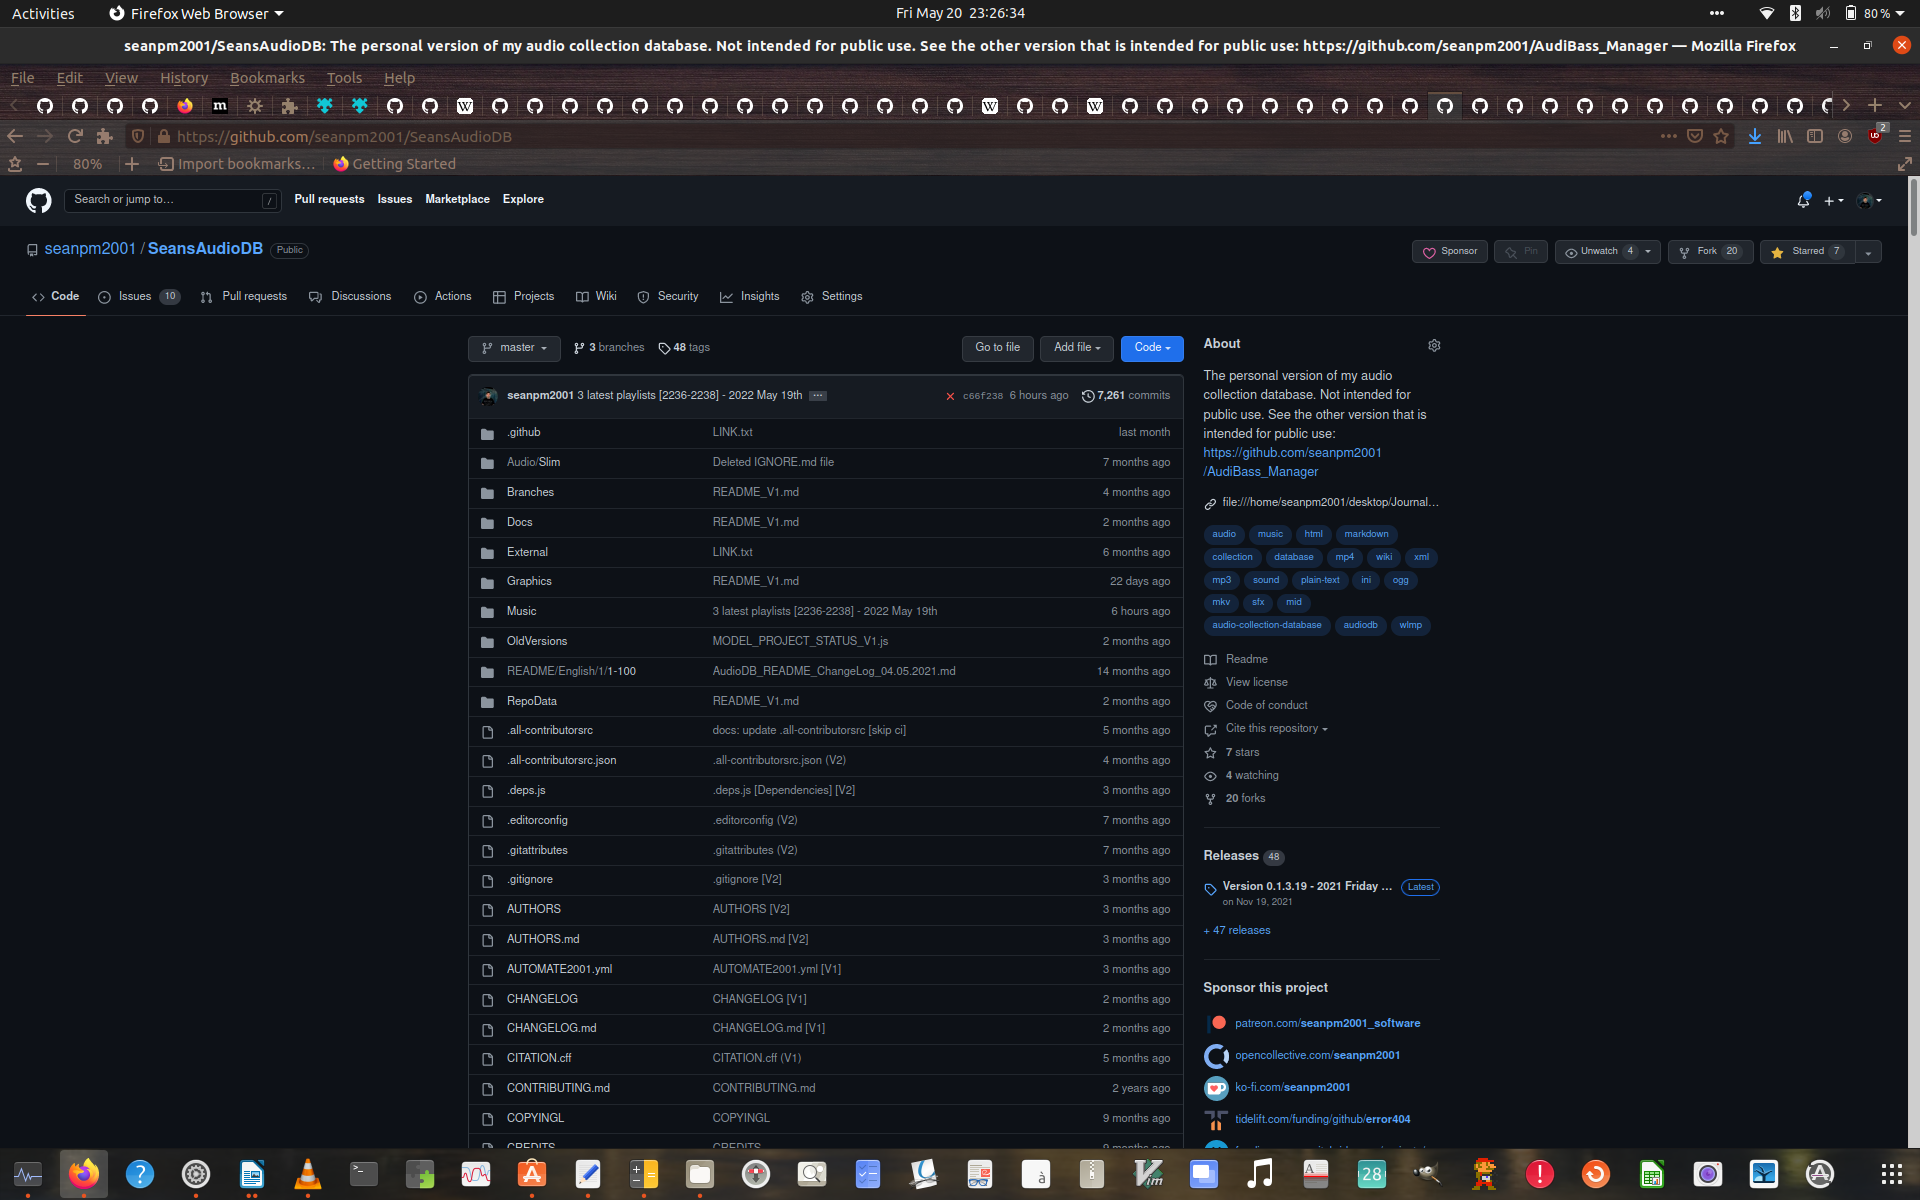 Activities
Firefox Web Browser
Fri May 20 23:26:34
80 %
seanpm2001/SeansAudioDB: The personal version of my audio collection database. Not intended for public use. See the other version that is intended for public use: https://github.com/seanpm2001/AudiBass_Manager — Mozilla Firefox
File Edit View History Bookmarks Tools Help
https://github.com/seanpm2001/SeansAudioDB
2
80%
Import bookmarks...
Getting Started
Search or jump to...
/
Pull requests
Issues
Marketplace
Explore
seanpm2001 / SeansAudioDB Public
Sponsor
Pin
Unwatch 4
Fork 20
Starred 7
Code
Issues 10
Pull requests
Discussions
Actions
Projects
Wiki
Security
Insights
Settings
master
3 branches
48 tags
Go to file
Add file
Code
seanpm2001 3 latest playlists [2236-2238] - 2022 May 19th ... c66f238 6 hours ago 7,261 commits
.github LINK.txt last month
Audio/Slim Deleted IGNORE.md file 7 months ago
Branches README_V1.md 4 months ago
Docs README_V1.md 2 months ago
External LINK.txt 6 months ago
Graphics README_V1.md 22 days ago
Music 3 latest playlists [2236-2238] - 2022 May 19th 6 hours ago
OldVersions MODEL_PROJECT_STATUS_V1.js 2 months ago
README/English/1/1-100 AudioDB_README_ChangeLog_04.05.2021.md 14 months ago
RepoData README_V1.md 2 months ago
.all-contributorsrc docs: update .all-contributorsrc [skip ci] 5 months ago
.all-contributorsrc.json .all-contributorsrc.json (V2) 4 months ago
.deps.js .deps.js [Dependencies] [V2] 3 months ago
.editorconfig .editorconfig (V2) 7 months ago
.gitattributes .gitattributes (V2) 7 months ago
.gitignore .gitignore [V2] 3 months ago
AUTHORS AUTHORS [V2] 3 months ago
AUTHORS.md AUTHORS.md [V2] 3 months ago
AUTOMATE2001.yml AUTOMATE2001.yml [V1] 3 months ago
CHANGELOG CHANGELOG [V1] 2 months ago
CHANGELOG.md CHANGELOG.md [V1] 2 months ago
CITATION.cff CITATION.cff (V1) 5 months ago
CONTRIBUTING.md CONTRIBUTING.md 2 years ago
COPYINGL COPYINGL 9 months ago
CREDITS CREDITS 9 months ago
About
The personal version of my audio
collection database. Not intended for
public use. See the other version that is
intended for public use:
https://github.com/seanpm2001
/AudiBass_Manager
file:///home/seanpm2001/desktop/Journal...
audio music html markdown
collection database mp4 wiki xml
mp3 sound plain-text ini ogg
mkv sfx mid
audio-collection-database audiodb wlmp
Readme
View license
Code of conduct
Cite this repository
7 stars
4 watching
20 forks
Releases 48
Version 0.1.3.19 - 2021 Friday ... Latest
on Nov 19, 2021
+ 47 releases
Sponsor this project
patreon.com/seanpm2001_software
opencollective.com/seanpm2001
ko-fi.com/seanpm2001
tidelift.com/funding/github/error404
28